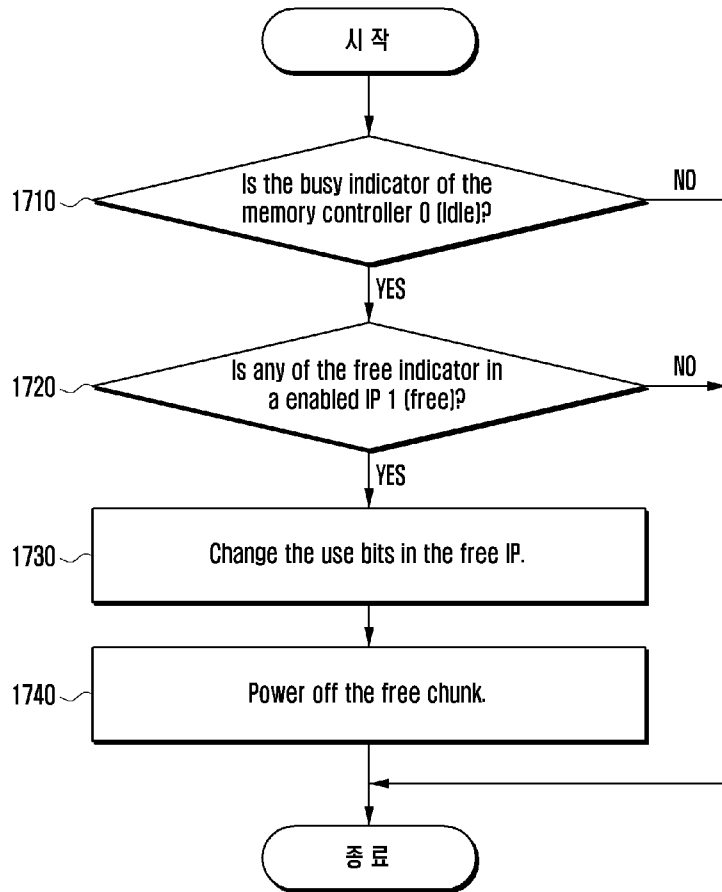 시 작
1710
Is the busy indicator of the
memory controller 0 (Idle)?
NO
YES
1720
Is any of the free indicator in
a enabled IP 1 (free)?
NO
YES
1730
Change the use bits in the free IP.
1740
Power off the free chunk.
종 료